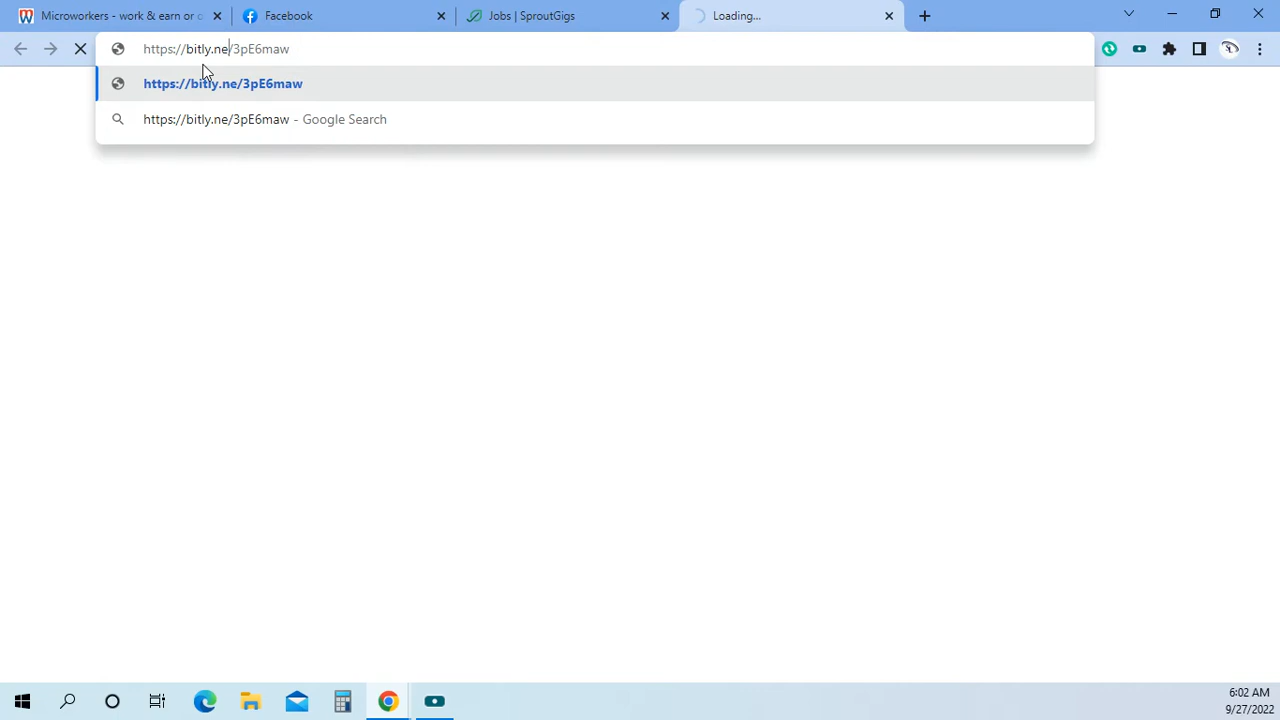 Microworkers - work & earn or c
Facebook
Jobs | SproutGigs
Loading...
https://bitly.ne/3pE6maw
https://bitly.ne/3pE6maw
https://bitly.ne/3pE6maw - Google Search
6:02 AM
9/27/2022